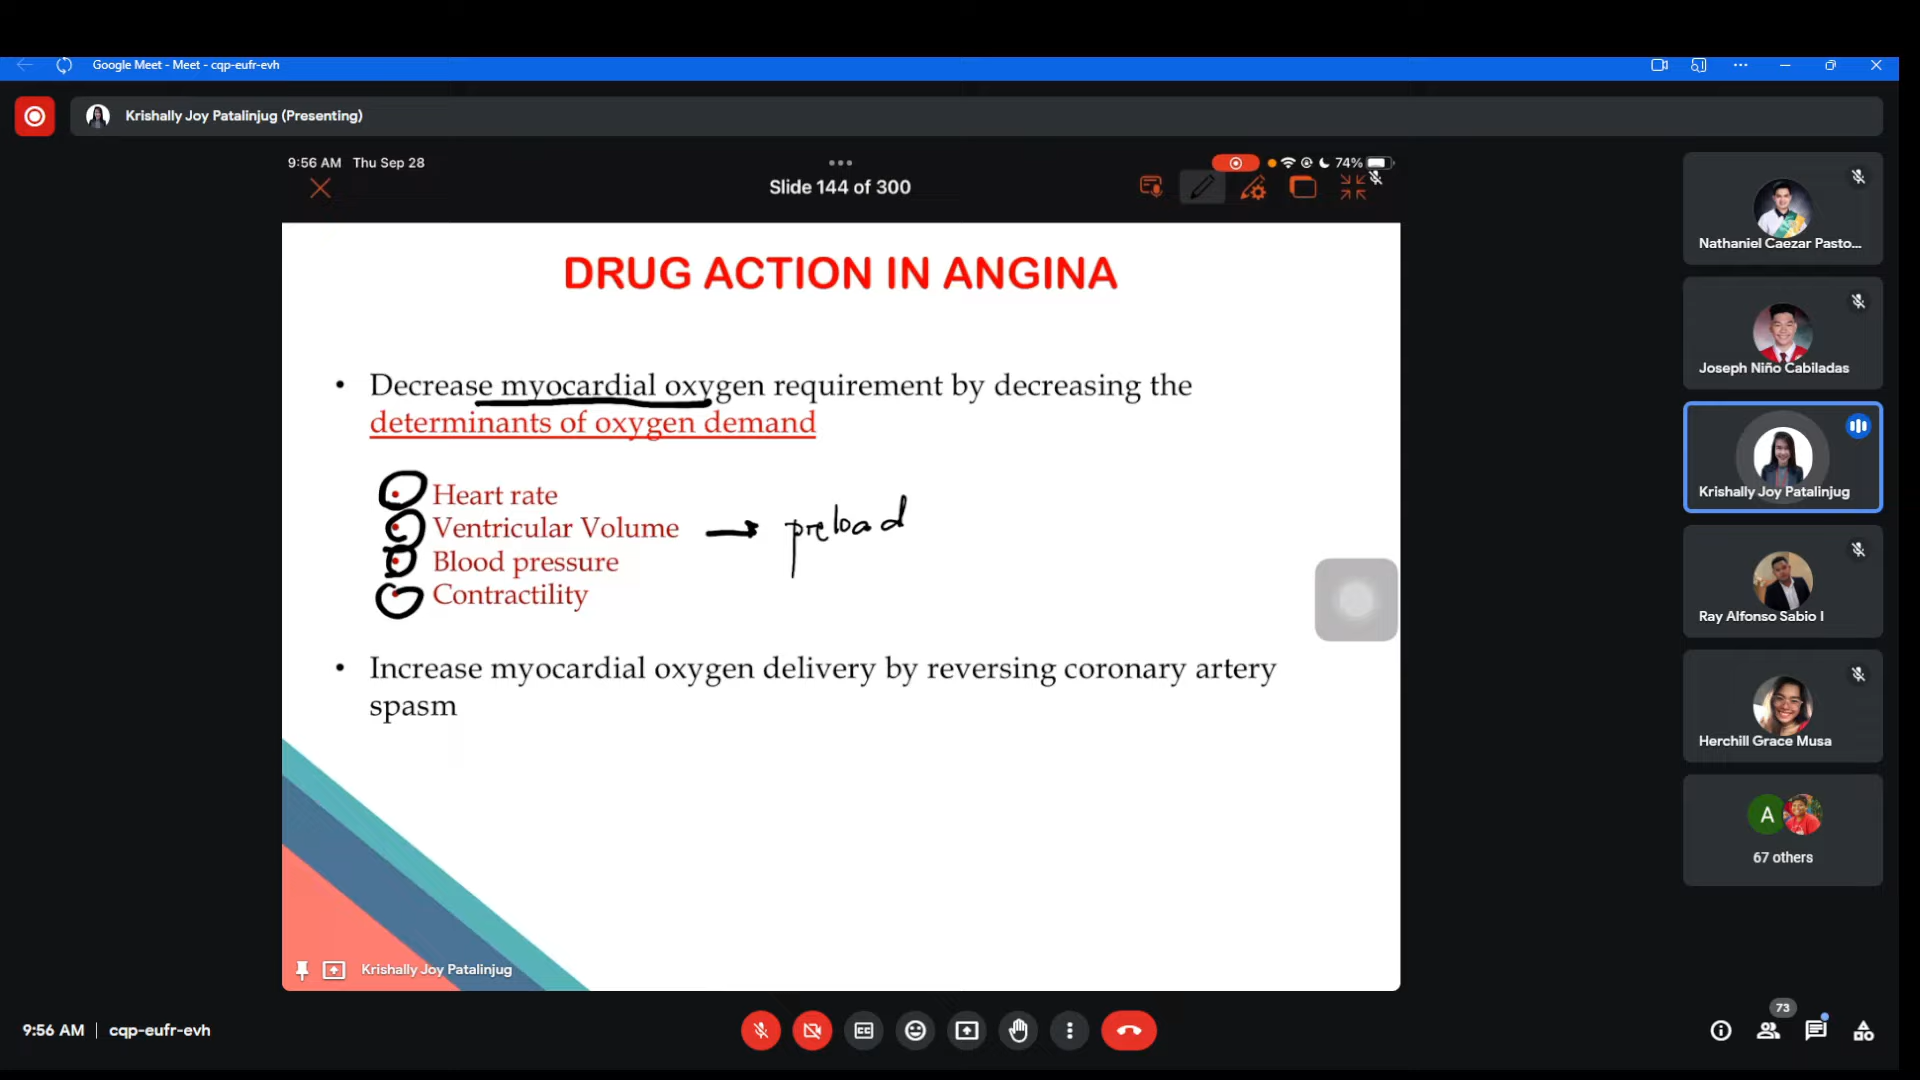 Google Meet - Meet - cqp-eufr-evh
Krishally Joy Patalinjug (Presenting)
9:56 AM Thu Sep 28
74%
Slide 144 of 300
DRUG ACTION IN ANGINA
• Decrease myocardial oxygen requirement by decreasing the
determinants of oxygen demand
• Heart rate
• Ventricular Volume → preload
• Blood pressure
• Contractility
• Increase myocardial oxygen delivery by reversing coronary artery
spasm
Krishally Joy Patalinjug
Nathaniel Caezar Pasto...
Joseph Niño Cabiladas
Krishally Joy Patalinjug
Ray Alfonso Sabio I
Herchill Grace Musa
A
67 others
9:56 AM | cqp-eufr-evh
73